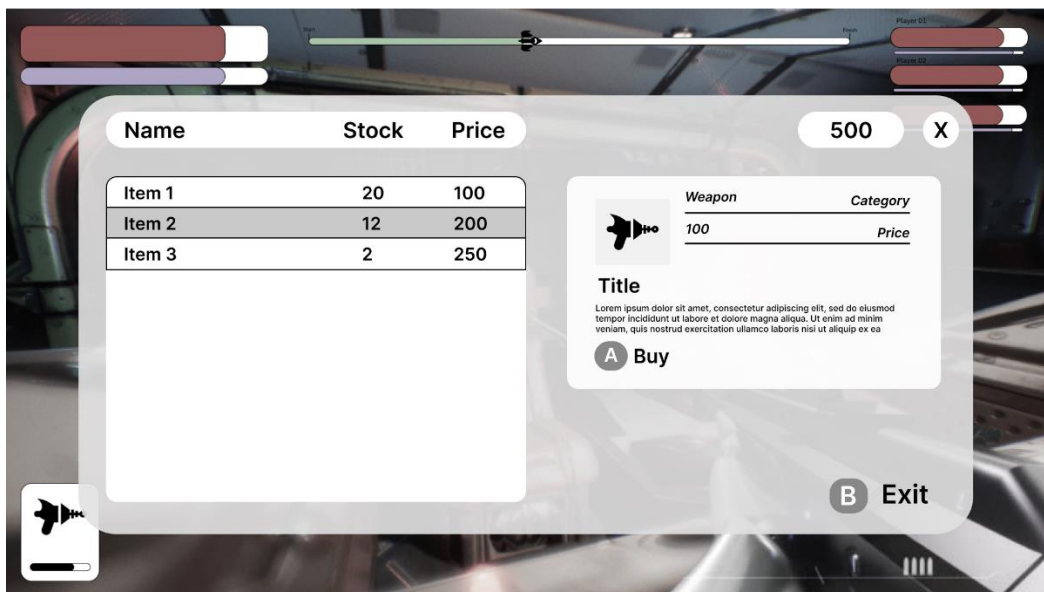 Start
Finish
Player 01
Player 02
Name Stock Price
500 X
Item 1 20 100
Item 2 12 200
Item 3 2 250
Weapon Category
100 Price
Title
Lorem ipsum dolor sit amet, consectetur adipiscing elit, sed do eiusmod
tempor incididunt ut labore et dolore magna aliqua. Ut enim ad minim
veniam, quis nostrud exercitation ullamco laboris nisi ut aliquip ex ea
A Buy
B Exit